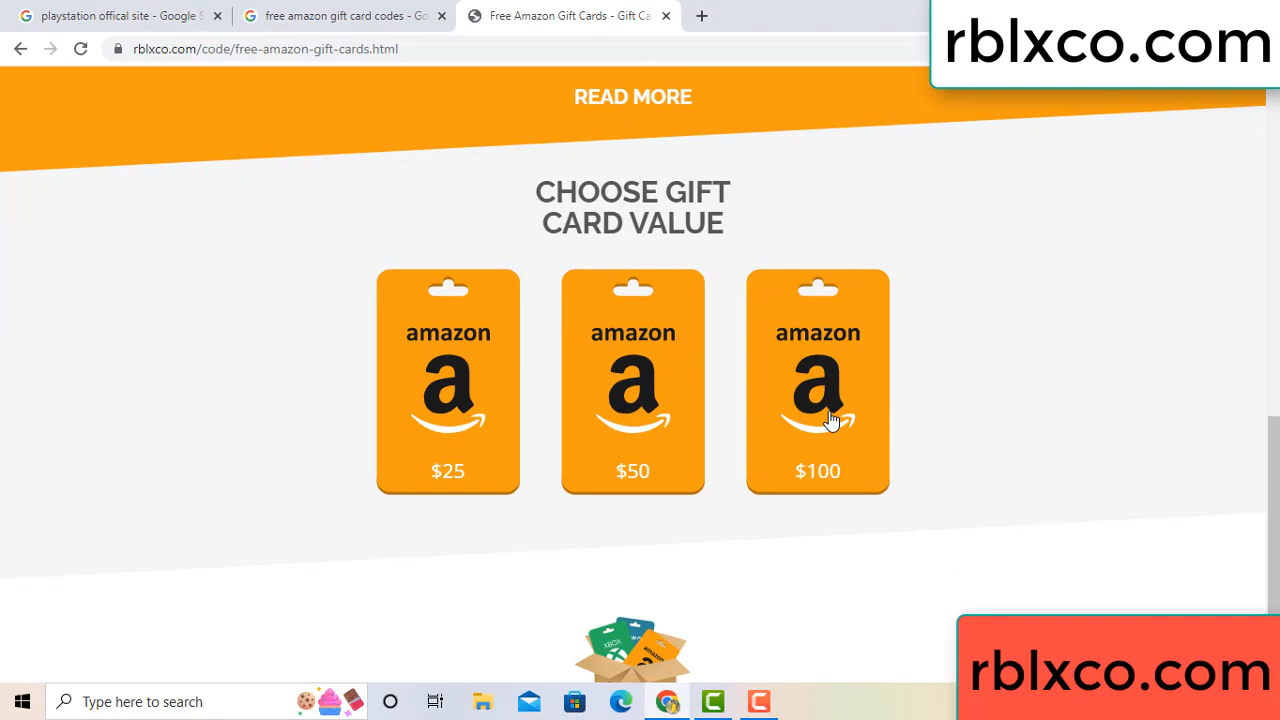 playstation offical site - Google S
free amazon gift card codes - Go
Free Amazon Gift Cards - Gift Ca
rblxco.com/code/free-amazon-gift-cards.html
rblxco.com
READ MORE
CHOOSE GIFT
CARD VALUE
amazon amazon amazon
a a a
$25 $50 $100
XBOX
rblxco.com
Type here to search